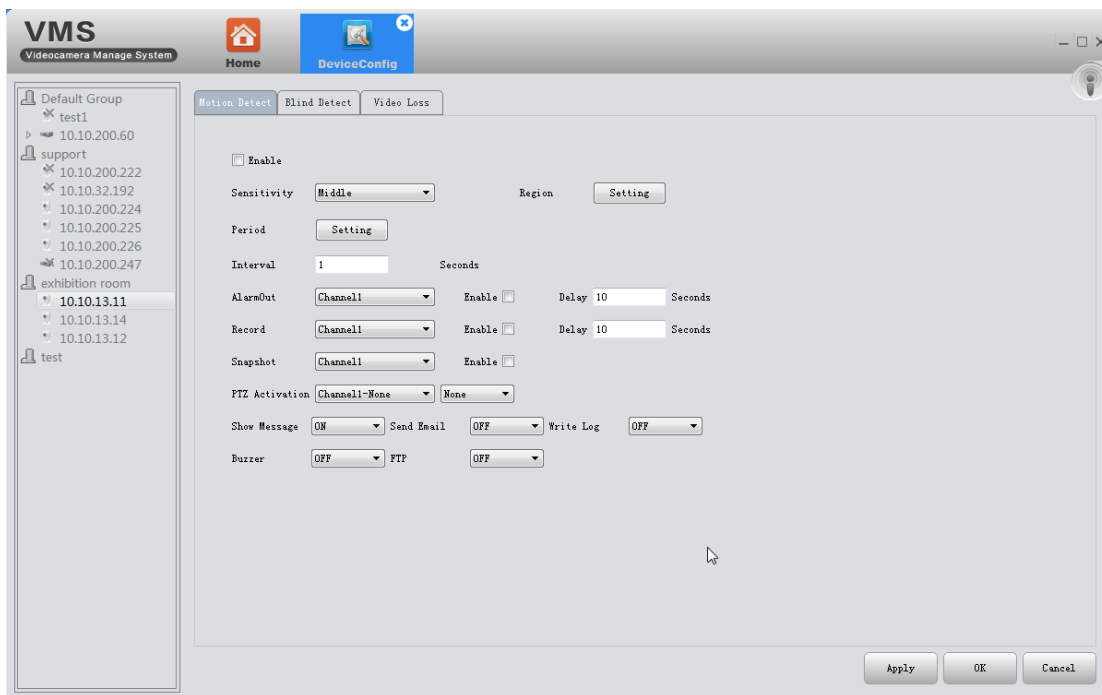 VMS
Videocamera Manage System
Home
DeviceConfig
Default Group
test1
10.10.200.60
support
10.10.200.222
10.10.32.192
10.10.200.224
10.10.200.225
10.10.200.226
10.10.200.247
exhibition room
10.10.13.11
10.10.13.14
10.10.13.12
test
Motion Detect Blind Detect Video Loss
Enable
Sensitivity Middle Region Setting
Period Setting
Interval 1 Seconds
AlarmOut Channel1 Enable Delay 10 Seconds
Record Channel1 Enable Delay 10 Seconds
Snapshot Channel1 Enable
PTZ Activation Channel1-None None
Show Message ON Send Email OFF Write Log OFF
Buzzer OFF FTP OFF
Apply OK Cancel